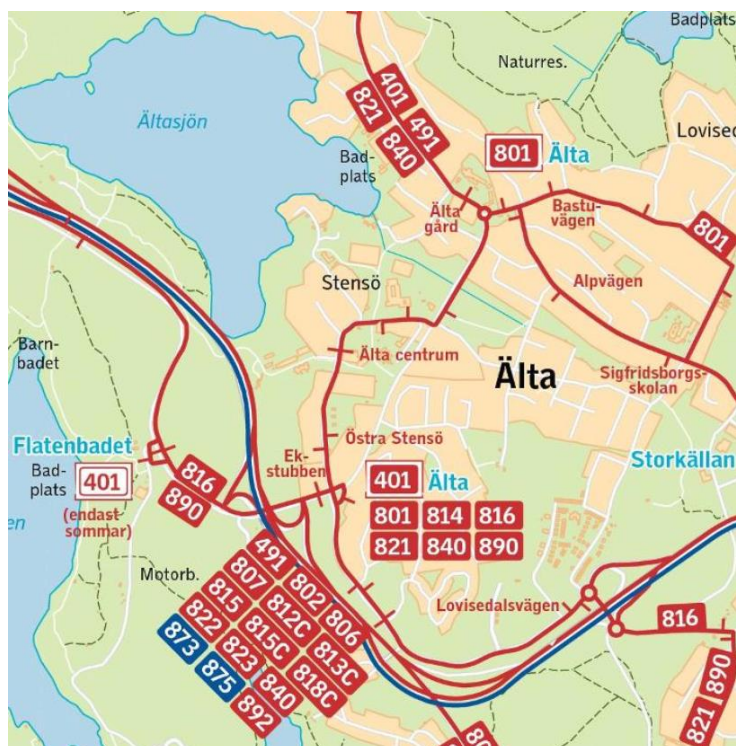 Badplats
Naturres.
Ältasjön
401
491
821
840
801
Älta
Bad-
plats
Älta
gård
Bastu-
vägen
801
Stensö
Alpvägen
Barn-
badet
Älta centrum
Älta
Sigfridsborgs-
skolan
Flatenbadet
Bad-
plats
401
(endast
sommar)
816
890
Ek-
stubben
Östra Stensö
401
Älta
801 814 816
821 840 890
Storkällan
Motorb.
491 802 806
807 812C 813C
815 815C 818C
822 823 840
873 875 892
Lovisedalsvägen
816
821
890